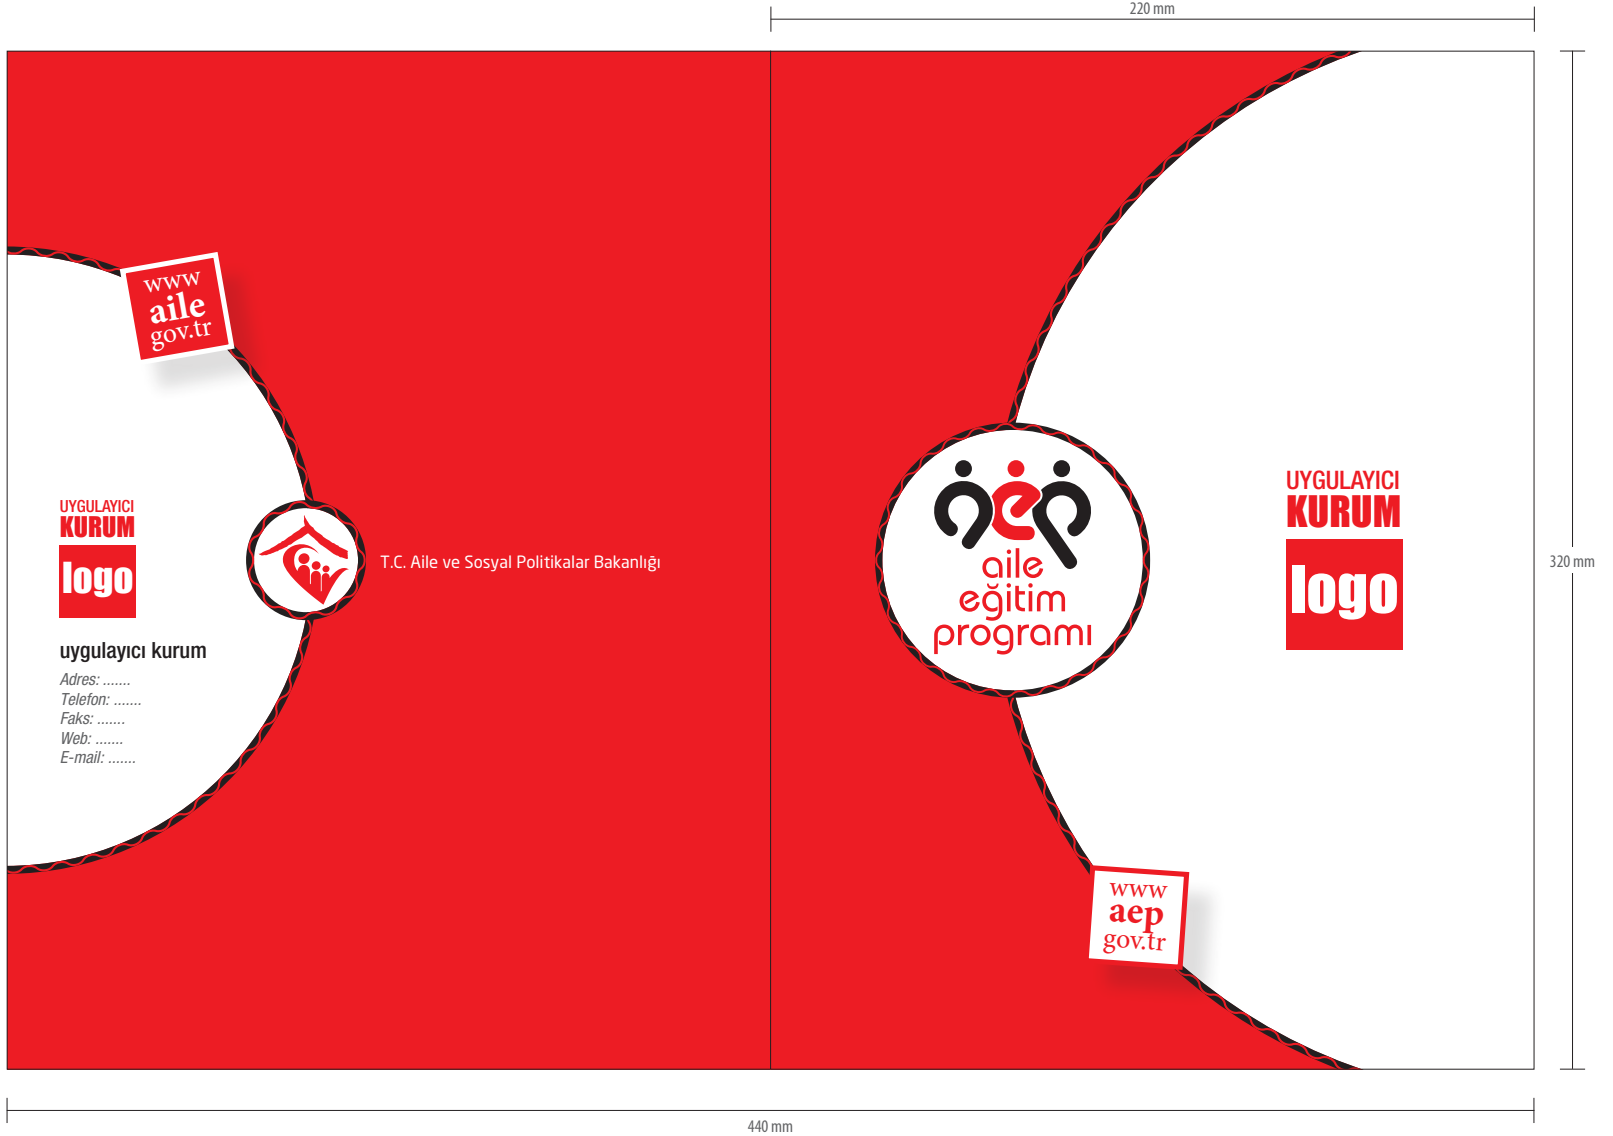 220 mm
www
aile
gov.tr
UYGULAYICI
KURUM
logo
uygulayıcı kurum
Adres: .......
Telefon: .......
Faks: .......
Web: .......
E-mail: .......
T.C. Aile ve Sosyal Politikalar Bakanlığı
aep
aile
eğitim
programı
UYGULAYICI
KURUM
logo
www
aep
gov.tr
320 mm
440 mm